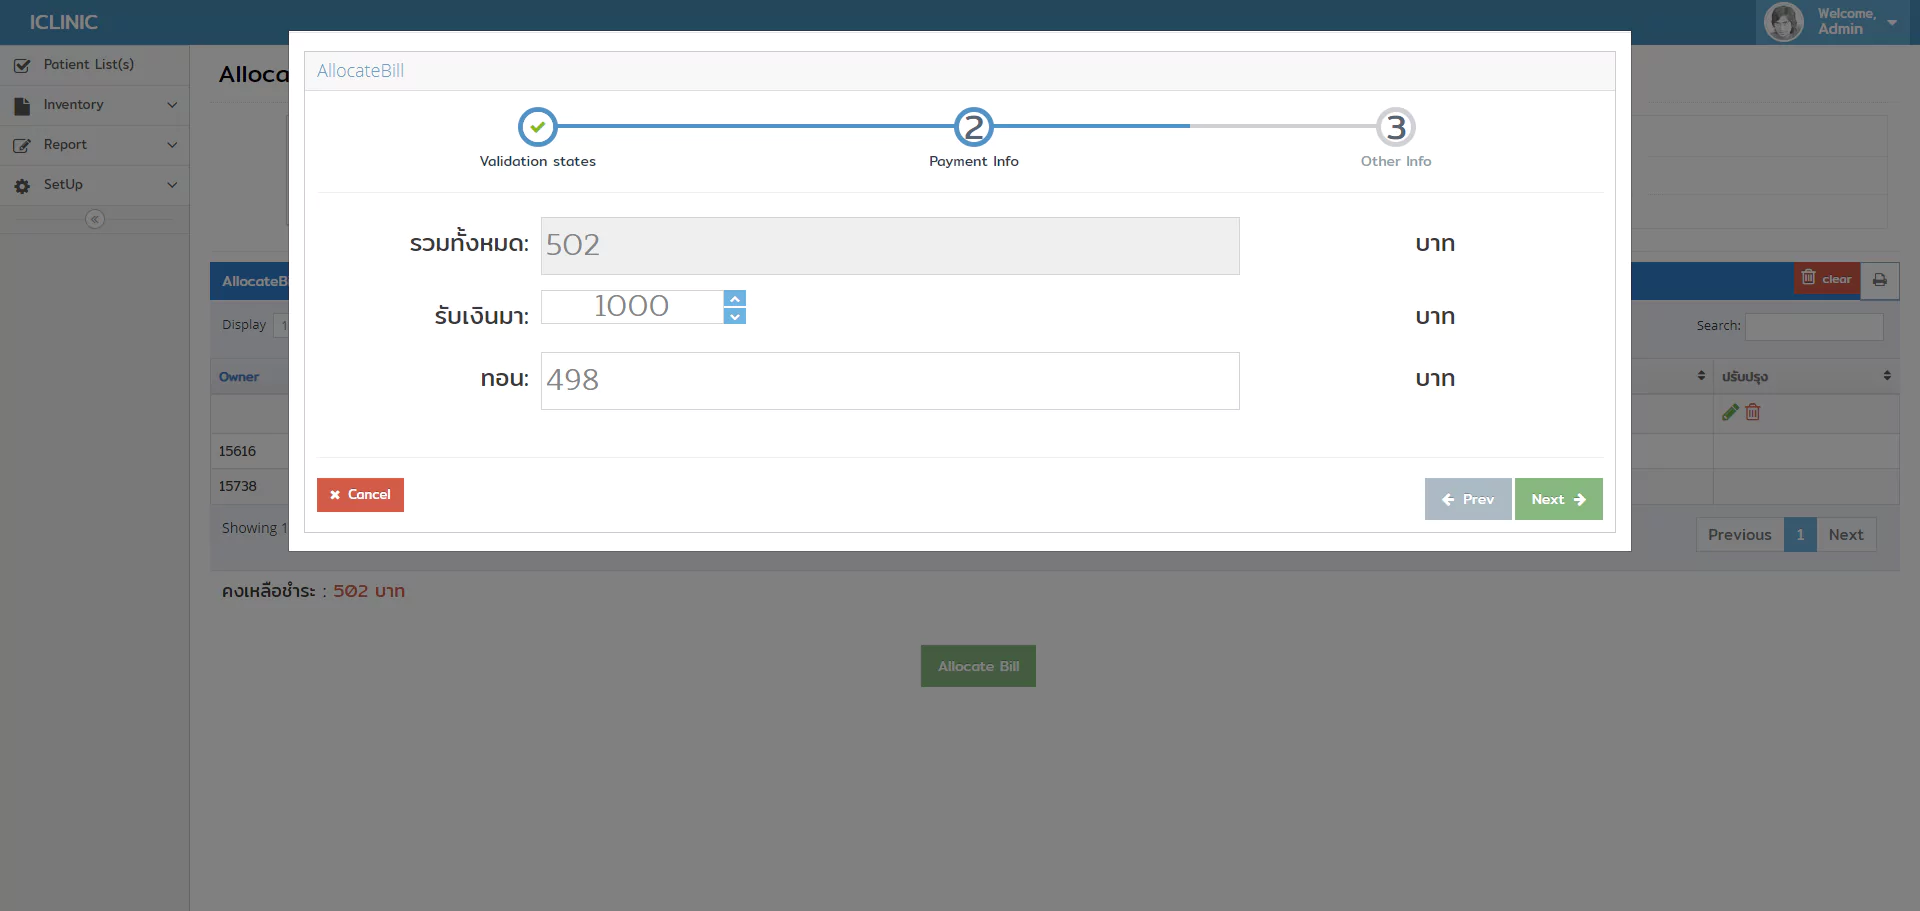 ICLINIC
Welcome,
Admin
Patient List(s)
Inventory
Report
SetUp
AllocateBill
2
3
Validation states
Payment Info
Other Info
รวมทั้งหมด:
502
บาท
รับเงินมา:
1000
บาท
ทอน:
498
บาท
Cancel
Prev
Next
clear
Display
Search:
Owner
ปรับปรุง
15616
15738
Showing 1
Previous
1
Next
คงเหลือชำระ : 502 บาท
Allocate Bill